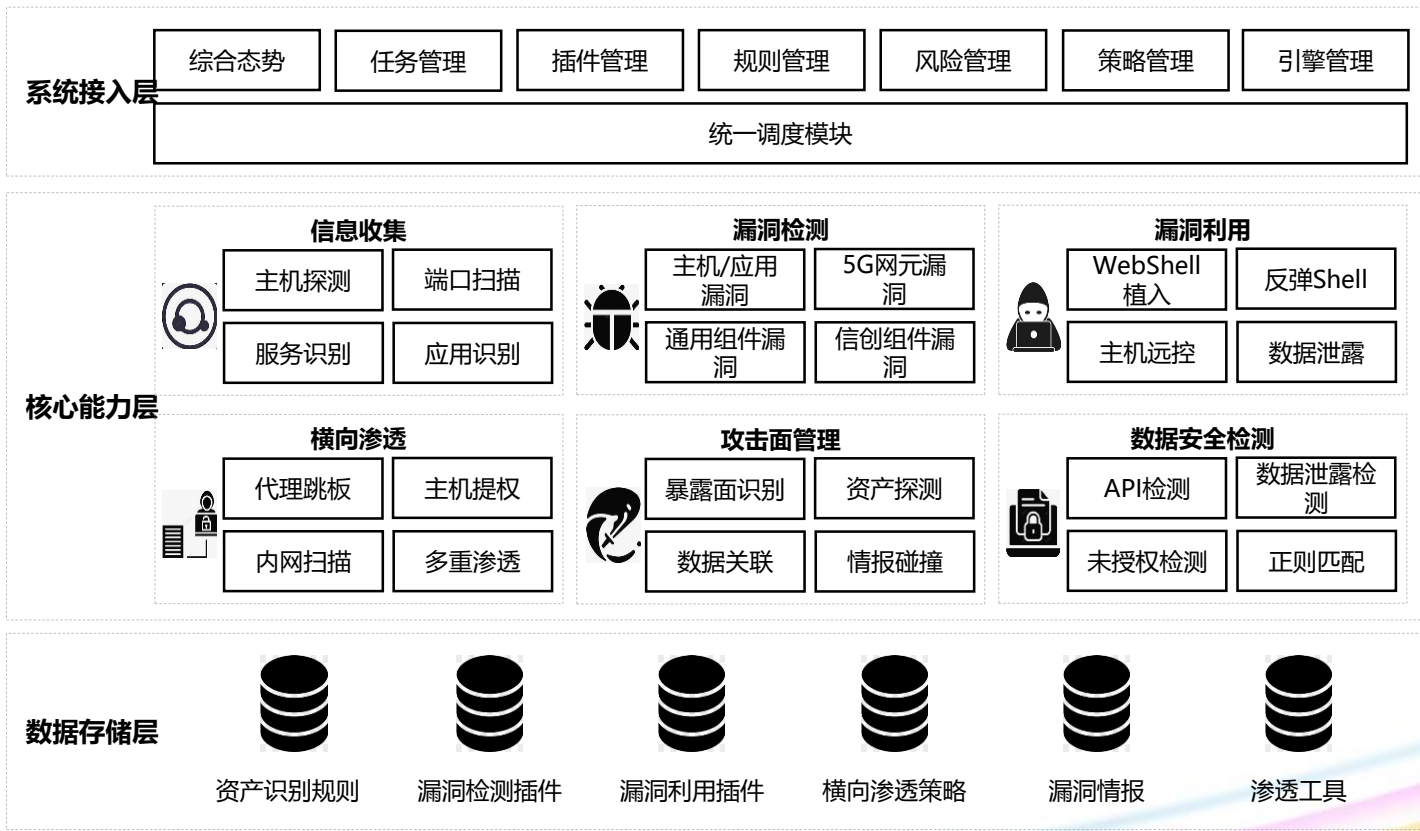 系统接入层
综合态势
任务管理
插件管理
规则管理
风险管理
策略管理
引擎管理
统一调度模块
核心能力层
信息收集
主机探测
端口扫描
服务识别
应用识别
漏洞检测
主机/应用
漏洞
5G网元漏
洞
通用组件漏
洞
信创组件漏
洞
漏洞利用
WebShell
植入
反弹Shell
主机远控
数据泄露
横向渗透
代理跳板
主机提权
内网扫描
多重渗透
攻击面管理
暴露面识别
资产探测
数据关联
情报碰撞
数据安全检测
API检测
数据泄露检
测
未授权检测
正则匹配
数据存储层
资产识别规则
漏洞检测插件
漏洞利用插件
横向渗透策略
漏洞情报
渗透工具